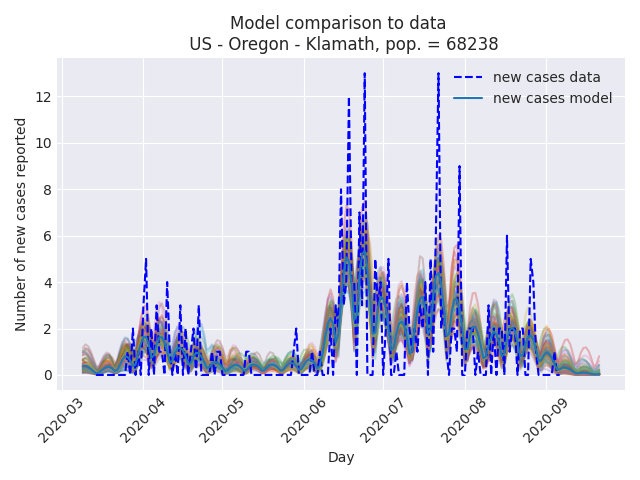 Model comparison to data
US - Oregon - Klamath, pop. = 68238
new cases data
new cases model
Number of new cases reported
12
10
8
6
4
2
0
2020-03
2020-04
2020-05
2020-06
2020-07
2020-08
2020-09
Day